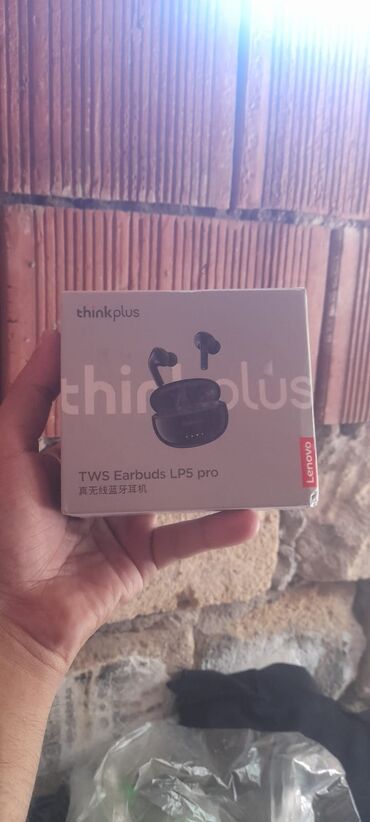 thinkplus
thinkplus
TWS Earbuds LP5 pro
真无线蓝牙耳机
Lenovo